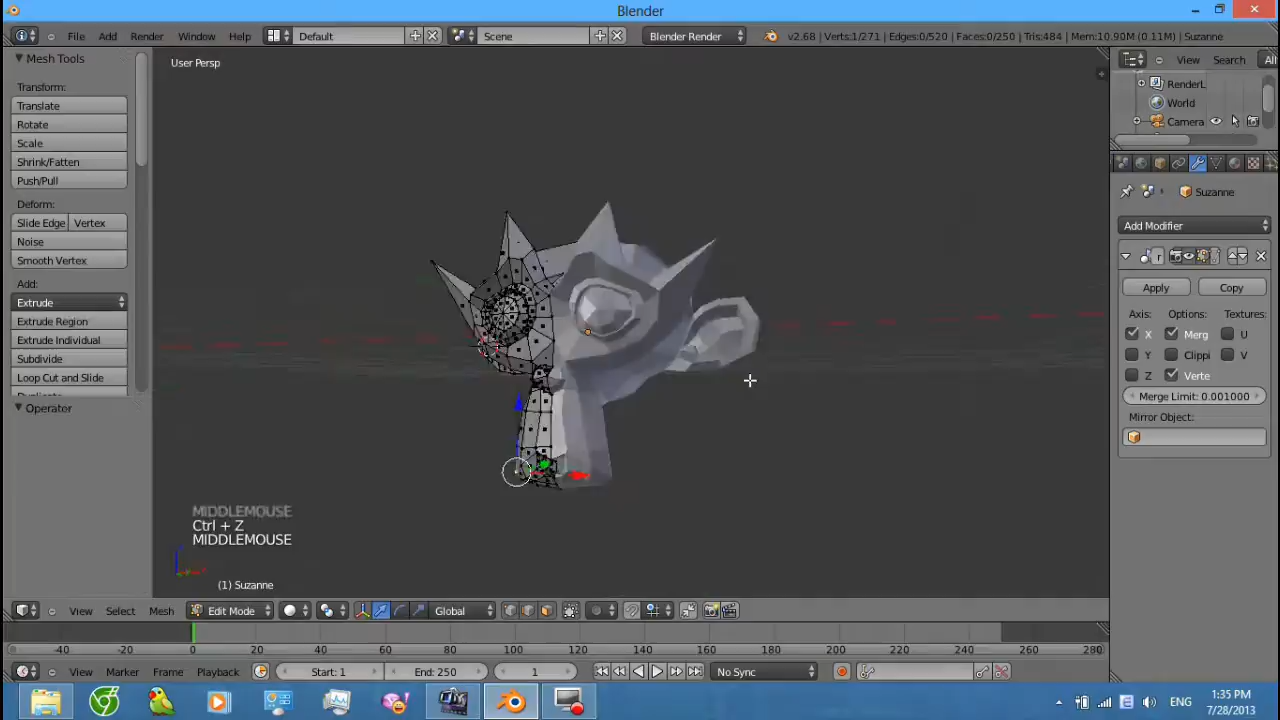 Blender
File Add Render Window Help Default Scene Blender Render v2.68 | Verts:1/271 | Edges:0/520 | Faces:0/250 | Tris:484 | Mem:10.90M (0.11M) | Suzanne
Mesh Tools
User Persp
View Search All
RenderL
World
Camera
Transform:
Translate
Rotate
Scale
Shrink/Fatten
Push/Pull
Deform:
Slide Edge Vertex
Noise
Smooth Vertex
Add:
Extrude
Extrude Region
Extrude Individual
Subdivide
Loop Cut and Slide
Operator
Suzanne
Add Modifier
Apply Copy
Axis: Options: Textures:
X Merg U
Y Clippi V
Z Verte
Merge Limit: 0.001000
Mirror Object:
MIDDLEMOUSE
Ctrl + Z
MIDDLEMOUSE
(1) Suzanne
View Select Mesh Edit Mode Global
-40 -20 0 20 40 60 80 100 120 140 160 180 200 220 240 260 280
View Marker Frame Playback Start: 1 End: 250 1 No Sync
ENG 1:35 PM
7/28/2013